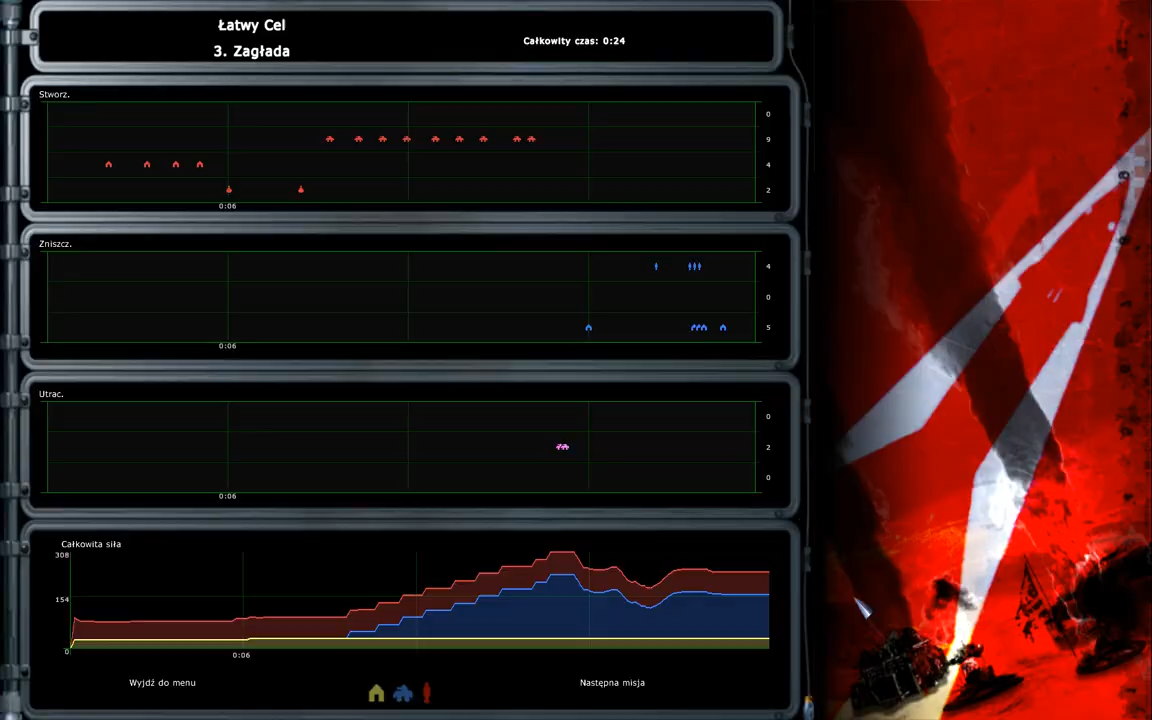 Łatwy Cel
3. Zagłada
Całkowity czas: 0:24
Stworz.
0
9
4
2
0:06
Zniszcz.
4
0
5
0:06
Utrac.
0
2
0
0:06
Całkowita siła
308
154
0
0:06
Wyjdź do menu
Następna misja